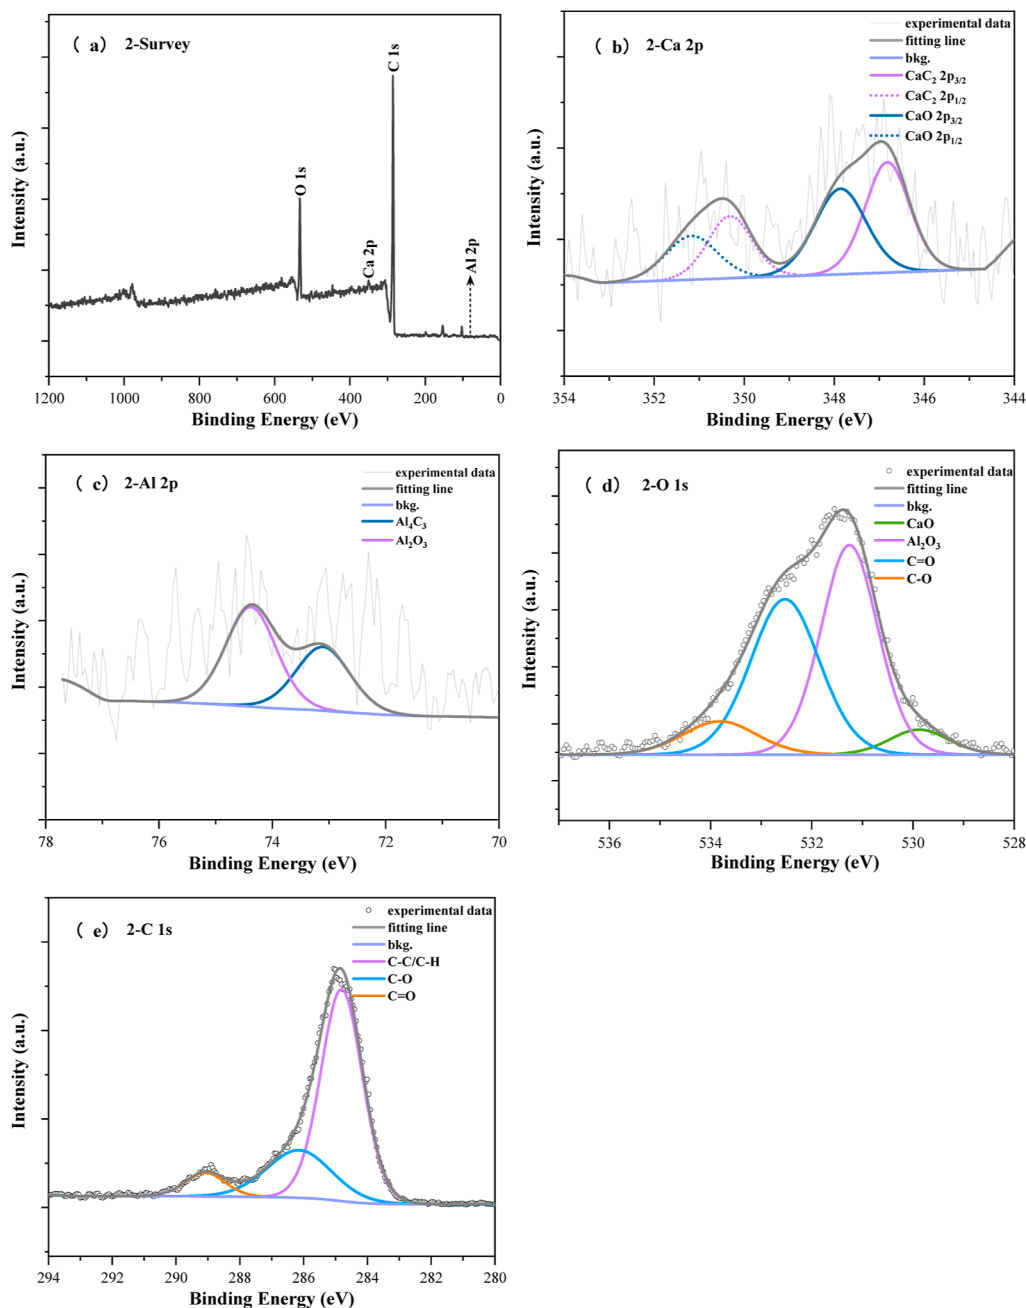 (a) 2-Survey
C 1s
O 1s
Ca 2p
Al 2p
Intensity (a.u.)
1200 1000 800 600 400 200 0
Binding Energy (eV)
(b) 2-Ca 2p
experimental data
fitting line
bkg.
CaC₂ 2p₃/₂
CaC₂ 2p₁/₂
CaO 2p₃/₂
CaO 2p₁/₂
Intensity (a.u.)
354 352 350 348 346 344
Binding Energy (eV)
(c) 2-Al 2p
experimental data
fitting line
bkg.
Al₄C₃
Al₂O₃
Intensity (a.u.)
78 76 74 72 70
Binding Energy (eV)
(d) 2-O 1s
experimental data
fitting line
bkg.
CaO
Al₂O₃
C=O
C-O
Intensity (a.u.)
536 534 532 530 528
Binding Energy (eV)
(e) 2-C 1s
experimental data
fitting line
bkg.
C-C/C-H
C-O
C=O
Intensity (a.u.)
294 292 290 288 286 284 282 280
Binding Energy (eV)